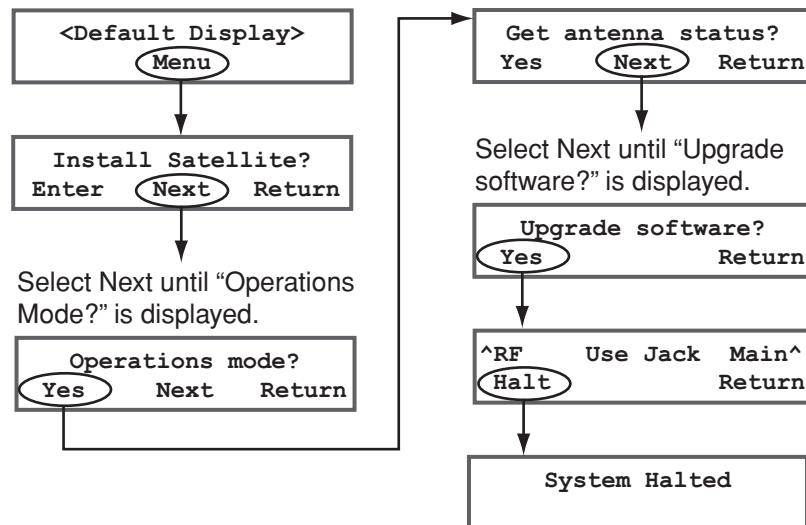 <Default Display>
Menu
Install Satellite?
Enter Next Return
Select Next until “Operations
Mode?” is displayed.
Operations mode?
Yes Next Return
Get antenna status?
Yes Next Return
Select Next until “Upgrade
software?” is displayed.
Upgrade software?
Yes Return
^RF Use Jack Main^
Halt Return
System Halted